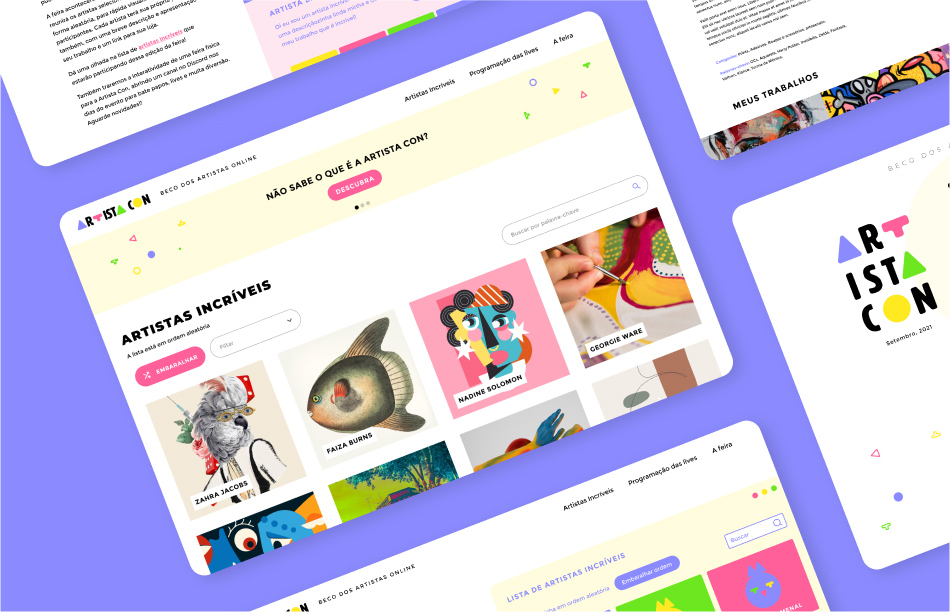 A feira acontecerá
forma aleatória, para rápida visual
participantes. Cada artista terá sua própria
também, com uma breve descrição e apresentação
seu trabalho e um link para sua loja.
Dá uma olhada na lista de artistas incríveis que
estarão participando dessa edição da feira!
Também traremos a interatividade de uma feira física
para a Artista Con, abrindo um canal no Discord nos
dias do evento para bate papos, lives e muita diversão.
Aguarde novidades!!
ARTISTA
Oi eu sou um artista incrível
uma descriçãozinha linda minha e
meu trabalho que é incrível!
MEUS TRABALHOS
ARTISTA CON
BECO DOS ARTISTAS ONLINE
Artistas Incríveis
Programação das lives
A feira
NÃO SABE O QUE É A ARTISTA CON?
DESCUBRA
ARTISTAS INCRÍVEIS
A lista está em ordem aleatória
EMBARALHAR
Filtar
Buscar por palavra-chave
ZAHRA JACOBS
FAIZA BURNS
NADINE SOLOMON
GEORGIE WARE
BECO DOS
ART
ISTA
CON
Setembro, 2021
CON
BECO DOS ARTISTAS ONLINE
Artistas Incríveis
Programação das lives
A feira
LISTA DE ARTISTAS INCRÍVEIS
em ordem aleatória
Embaralhar ordem
Buscar